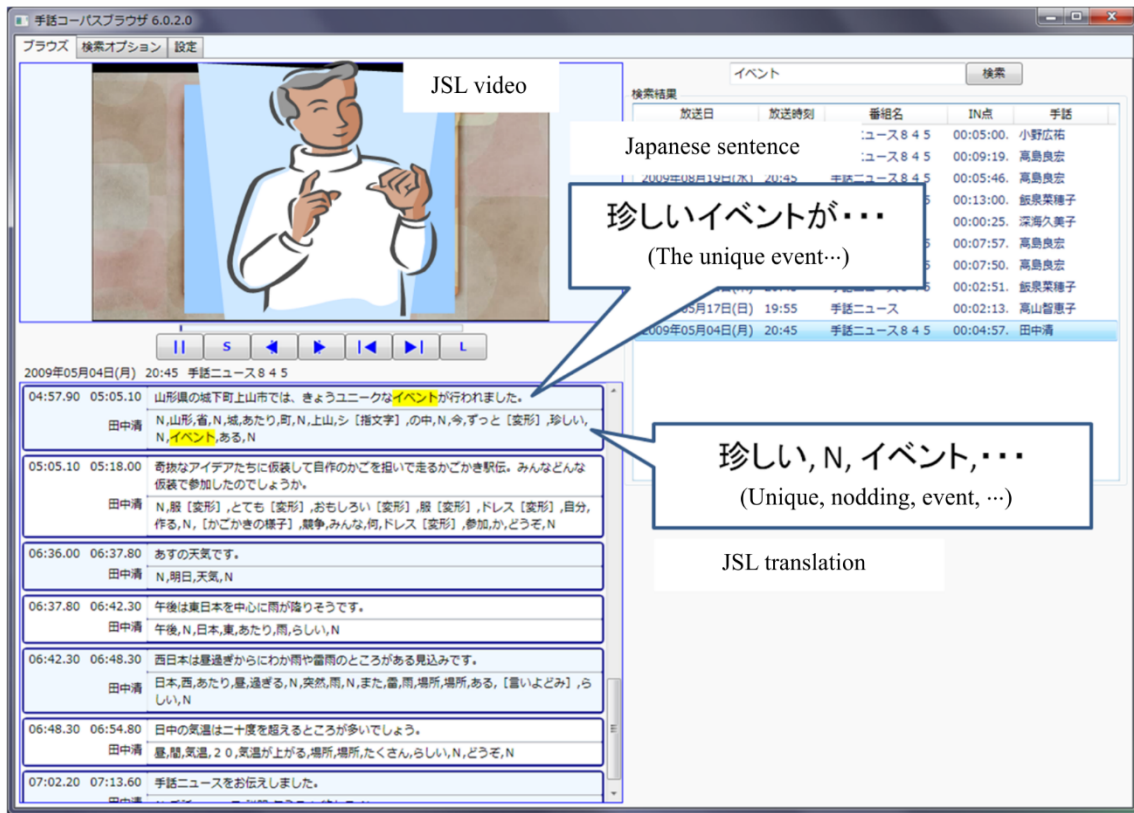 手話コーパスブラウザ 6.0.2.0
ブラウズ 検索オプション 設定
JSL video
イベント 検索
検索結果
放送日 放送時刻 番組名 IN点 手話
ュース845 00:05:00. 小野広祐
Japanese sentence
ース845 00:09:19. 高島良宏
2009年08月19日(水) 20:45 手話ニュース845 00:05:46. 高島良宏
00:13:00. 飯泉菜穂子
00:00:25. 深海久美子
00:07:57. 高島良宏
00:07:50. 高島良宏
00:02:51. 飯泉菜穂子
05月17日(日) 19:55 手話ニュース 00:02:13. 高山智恵子
2009年05月04日(月) 20:45 手話ニュース845 00:04:57. 田中清
珍しいイベントが・・・
(The unique event···)
S L
2009年05月04日(月) 20:45 手話ニュース845
04:57.90 05:05.10 山形県の城下町上山市では、きょうユニークなイベントが行われました。
田中清 N,山形,省,N,城,あたり,町,N,上山,シ［指文字］,の中,N,今,ずっと［変形］,珍しい,
N,イベント,ある,N
珍しい, N, イベント,・・・
(Unique, nodding, event, ···)
JSL translation
05:05.10 05:18.00 奇抜なアイデアたちに仮装して自作のかごを担いで走るかごかき駅伝。みんなどんな
仮装で参加したのでしょうか。
田中清 N,服［変形］,とても［変形］,おもしろい［変形］,服［変形］,ドレス［変形］,自分,
作る,N,［かごかきの様子］,競争,みんな,何,ドレス［変形］,参加,か,どうぞ,N
06:36.00 06:37.80 あすの天気です。
田中清 N,明日,天気,N
06:37.80 06:42.30 午後は東日本を中心に雨が降りそうです。
田中清 午後,N,日本,東,あたり,雨,らしい,N
06:42.30 06:48.30 西日本は昼過ぎからにわか雨や雷雨のところがある見込みです。
田中清 日本,西,あたり,昼,過ぎる,N,突然,雨,N,また,雷,雨,場所,場所,ある,［言いよどみ］,ら
しい,N
06:48.30 06:54.80 日中の気温は二十度を超えるところが多いでしょう。
田中清 昼,間,気温,２０,気温が上がる,場所,場所,たくさん,らしい,N,どうぞ,N
07:02.20 07:13.60 手話ニュースをお伝えしました。